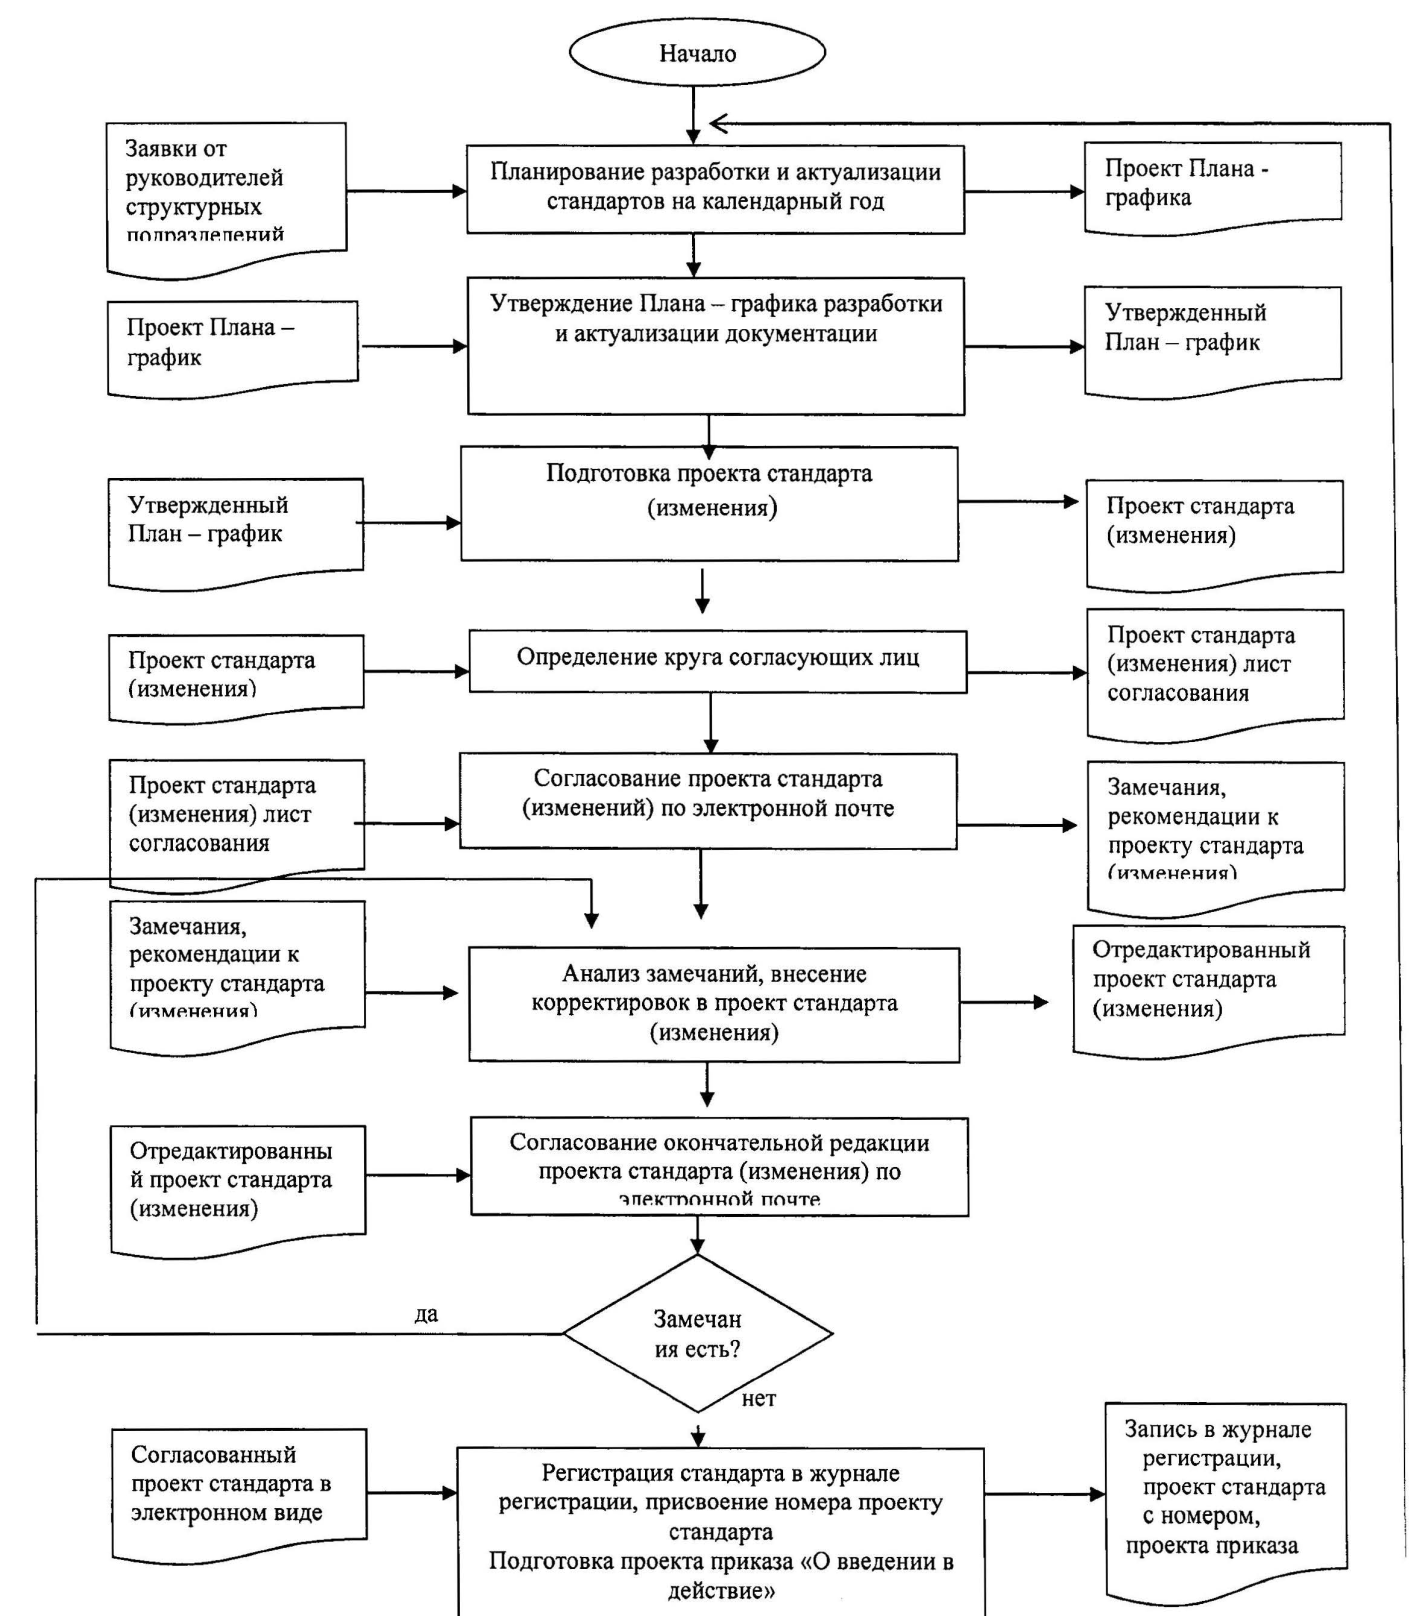 Начало
Заявки от
руководителей
структурных
подразделений
Планирование разработки и актуализации
стандартов на календарный год
Проект Плана -
графика
Проект Плана –
график
Утверждение Плана – графика разработки
и актуализации документации
Утвержденный
План – график
Утвержденный
План – график
Подготовка проекта стандарта
(изменения)
Проект стандарта
(изменения)
Проект стандарта
(изменения)
Определение круга согласующих лиц
Проект стандарта
(изменения) лист
согласования
Проект стандарта
(изменения) лист
согласования
Согласование проекта стандарта
(изменений) по электронной почте
Замечания,
рекомендации к
проекту стандарта
(изменения)
Замечания,
рекомендации к
проекту стандарта
(изменения)
Анализ замечаний, внесение
корректировок в проект стандарта
(изменения)
Отредактированный
проект стандарта
(изменения)
Отредактированны
й проект стандарта
(изменения)
Согласование окончательной редакции
проекта стандарта (изменения) по
электронной почте
да
Замечан
ия есть?
нет
Согласованный
проект стандарта в
электронном виде
Регистрация стандарта в журнале
регистрации, присвоение номера проекту
стандарта
Подготовка проекта приказа «О введении в
действие»
Запись в журнале
регистрации,
проект стандарта
с номером,
проекта приказа